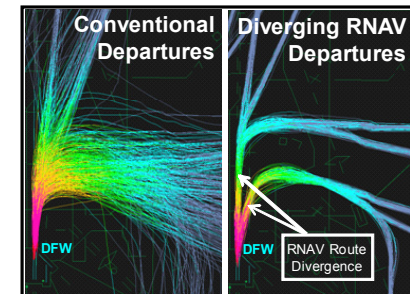 Conventional
Departures
Diverging RNAV
Departures
DFW
DFW
RNAV Route
Divergence